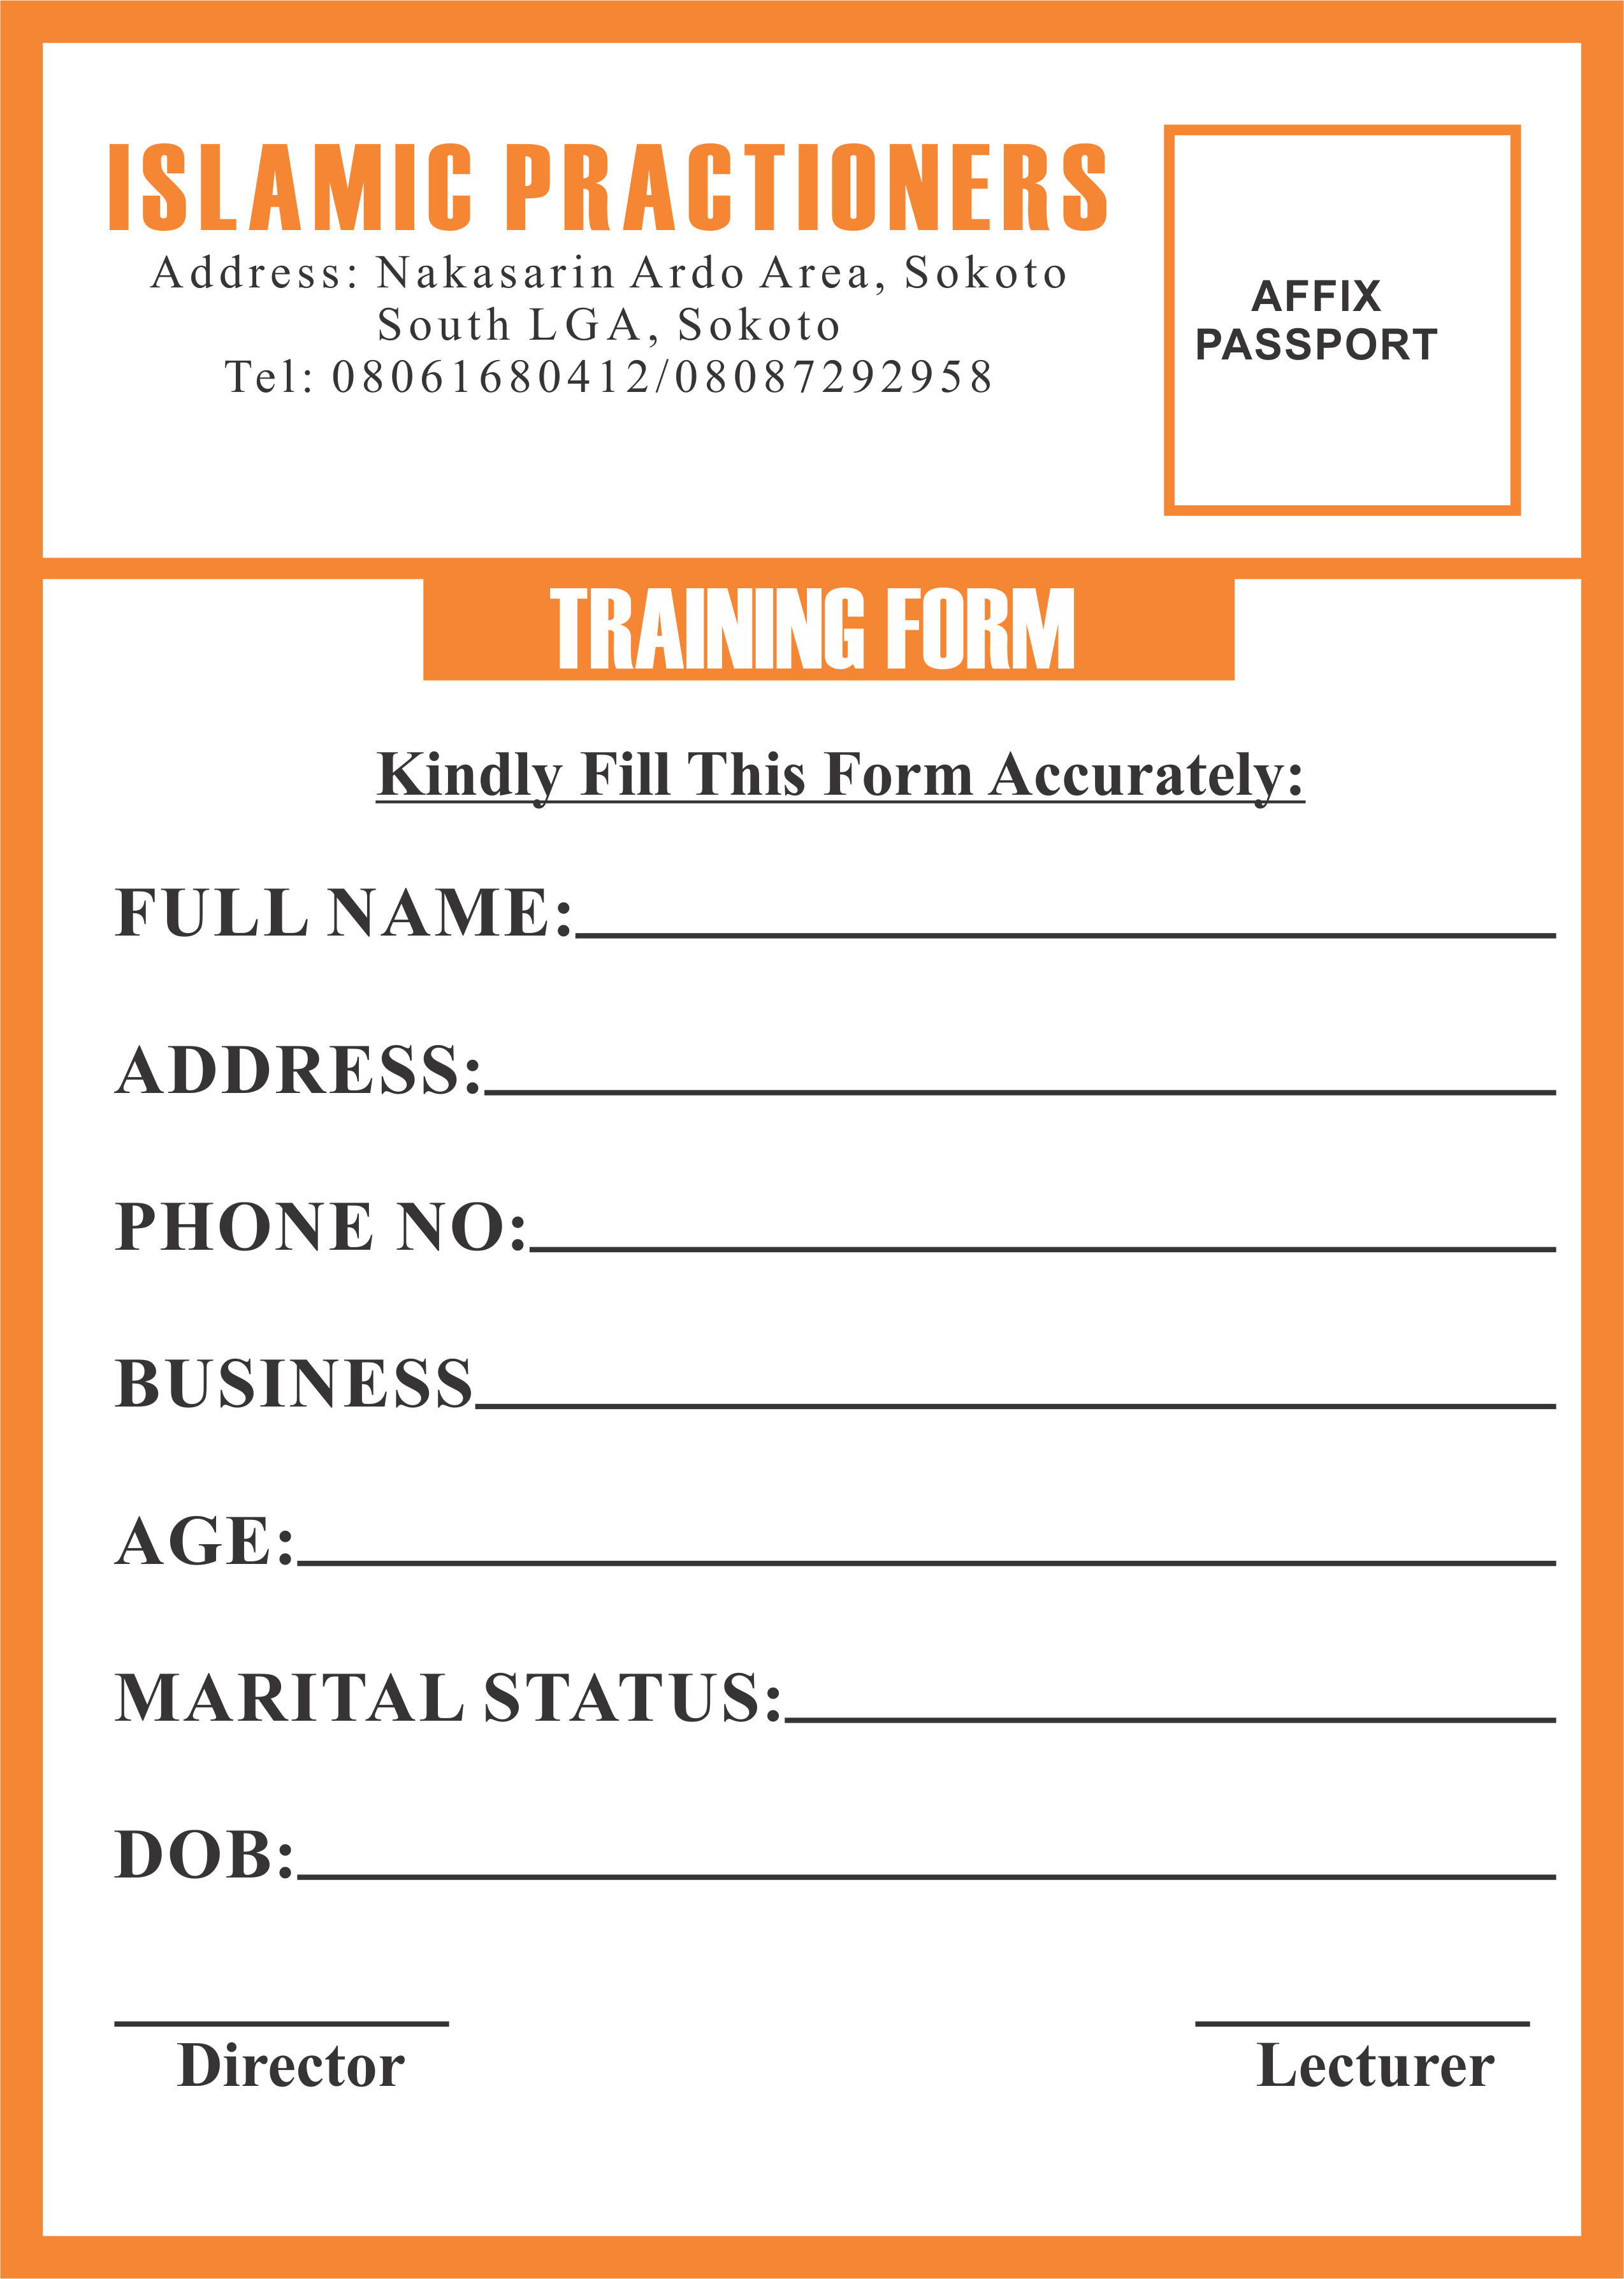 ISLAMIC PRACTIONERS
Address: Nakasarin Ardo Area, Sokoto
South LGA, Sokoto
Tel: 08061680412/08087292958
AFFIX
PASSPORT
TRAINING FORM
Kindly Fill This Form Accurately:
FULL NAME:
ADDRESS:
PHONE NO:
BUSINESS
AGE:
MARITAL STATUS:
DOB:
Director
Lecturer